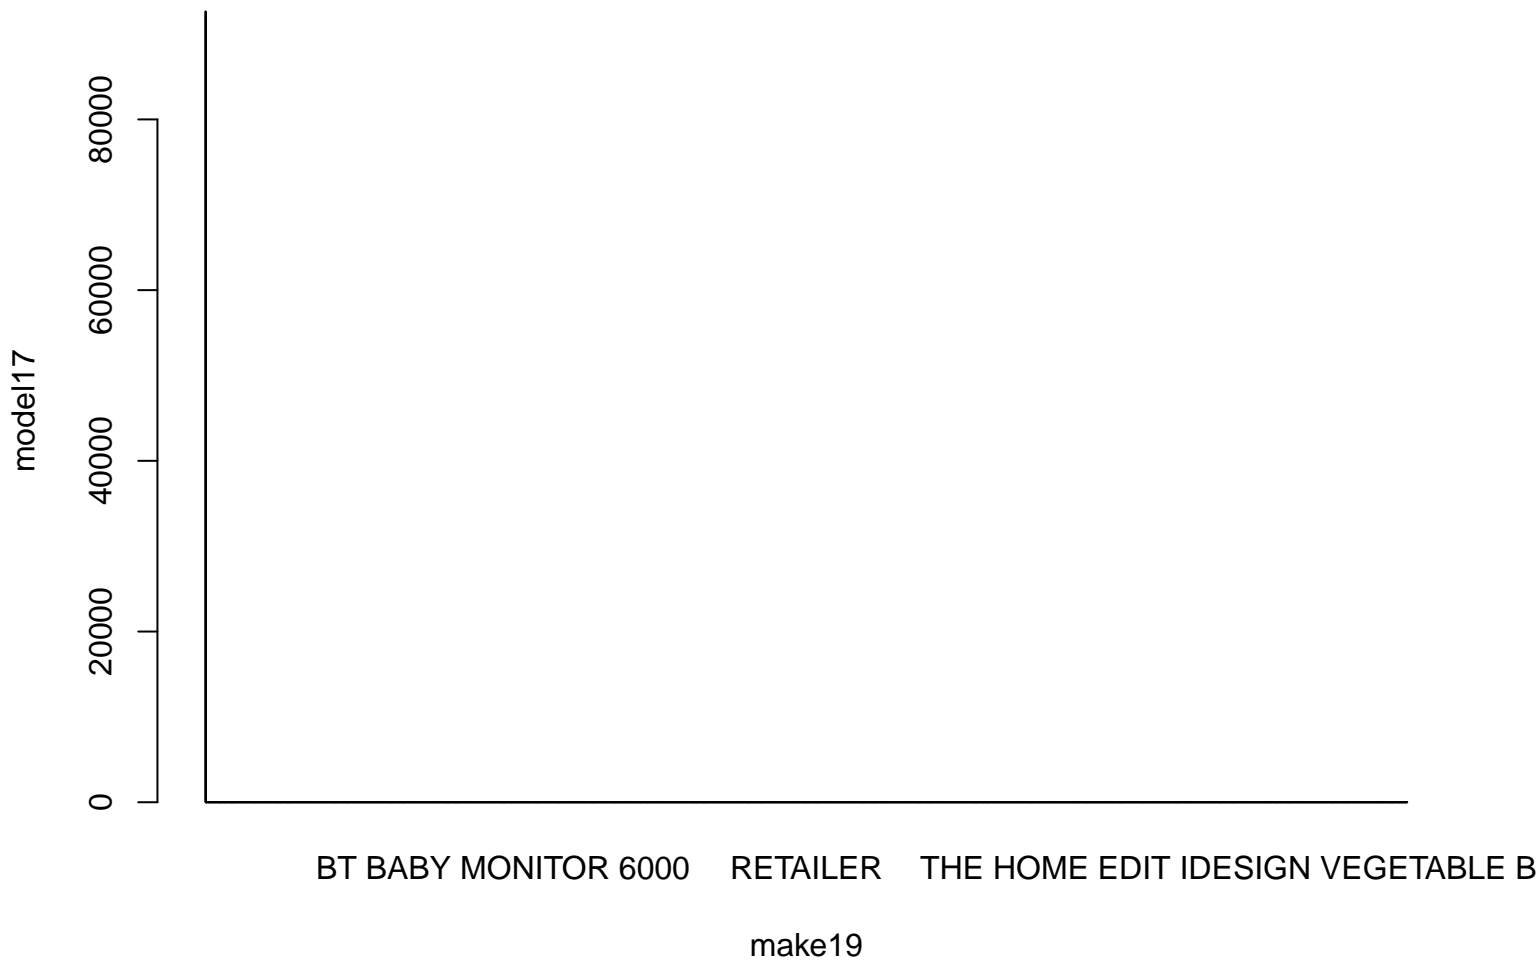 80000
60000
40000
20000
0
model17
BT BABY MONITOR 6000 RETAILER THE HOME EDIT IDESIGN VEGETABLE B
make19